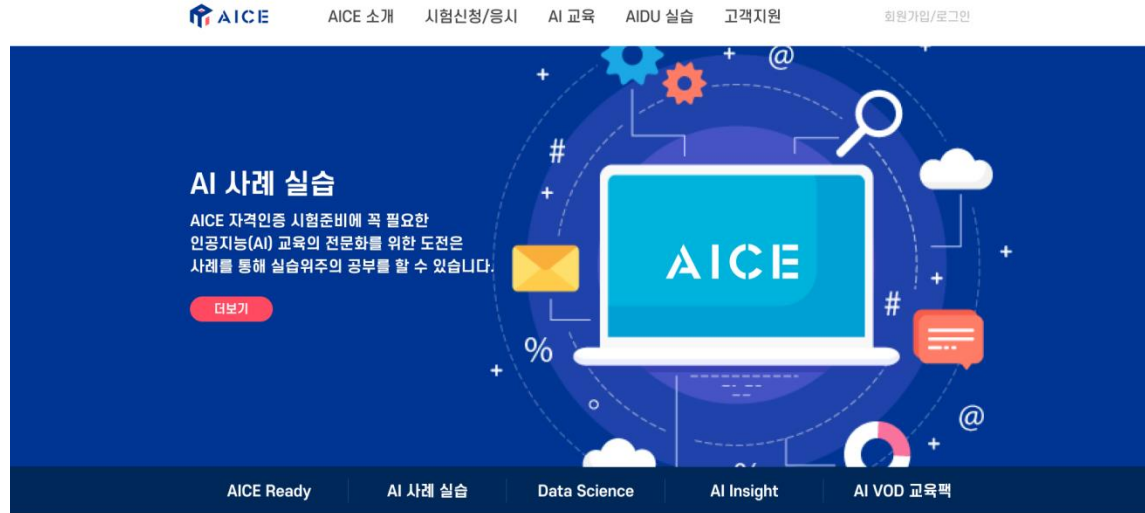 AICE
AICE 소개 시험신청/응시 AI 교육 AIDU 실습 고객지원 회원가입/로그인
AI 사례 실습
AICE 자격인증 시험준비에 꼭 필요한
인공지능(AI) 교육의 전문화를 위한 도전은
사례를 통해 실습위주의 공부를 할 수 있습니다.
더보기
AICE
@
#
%
#
@
AICE Ready AI 사례 실습 Data Science AI Insight AI VOD 교육팩